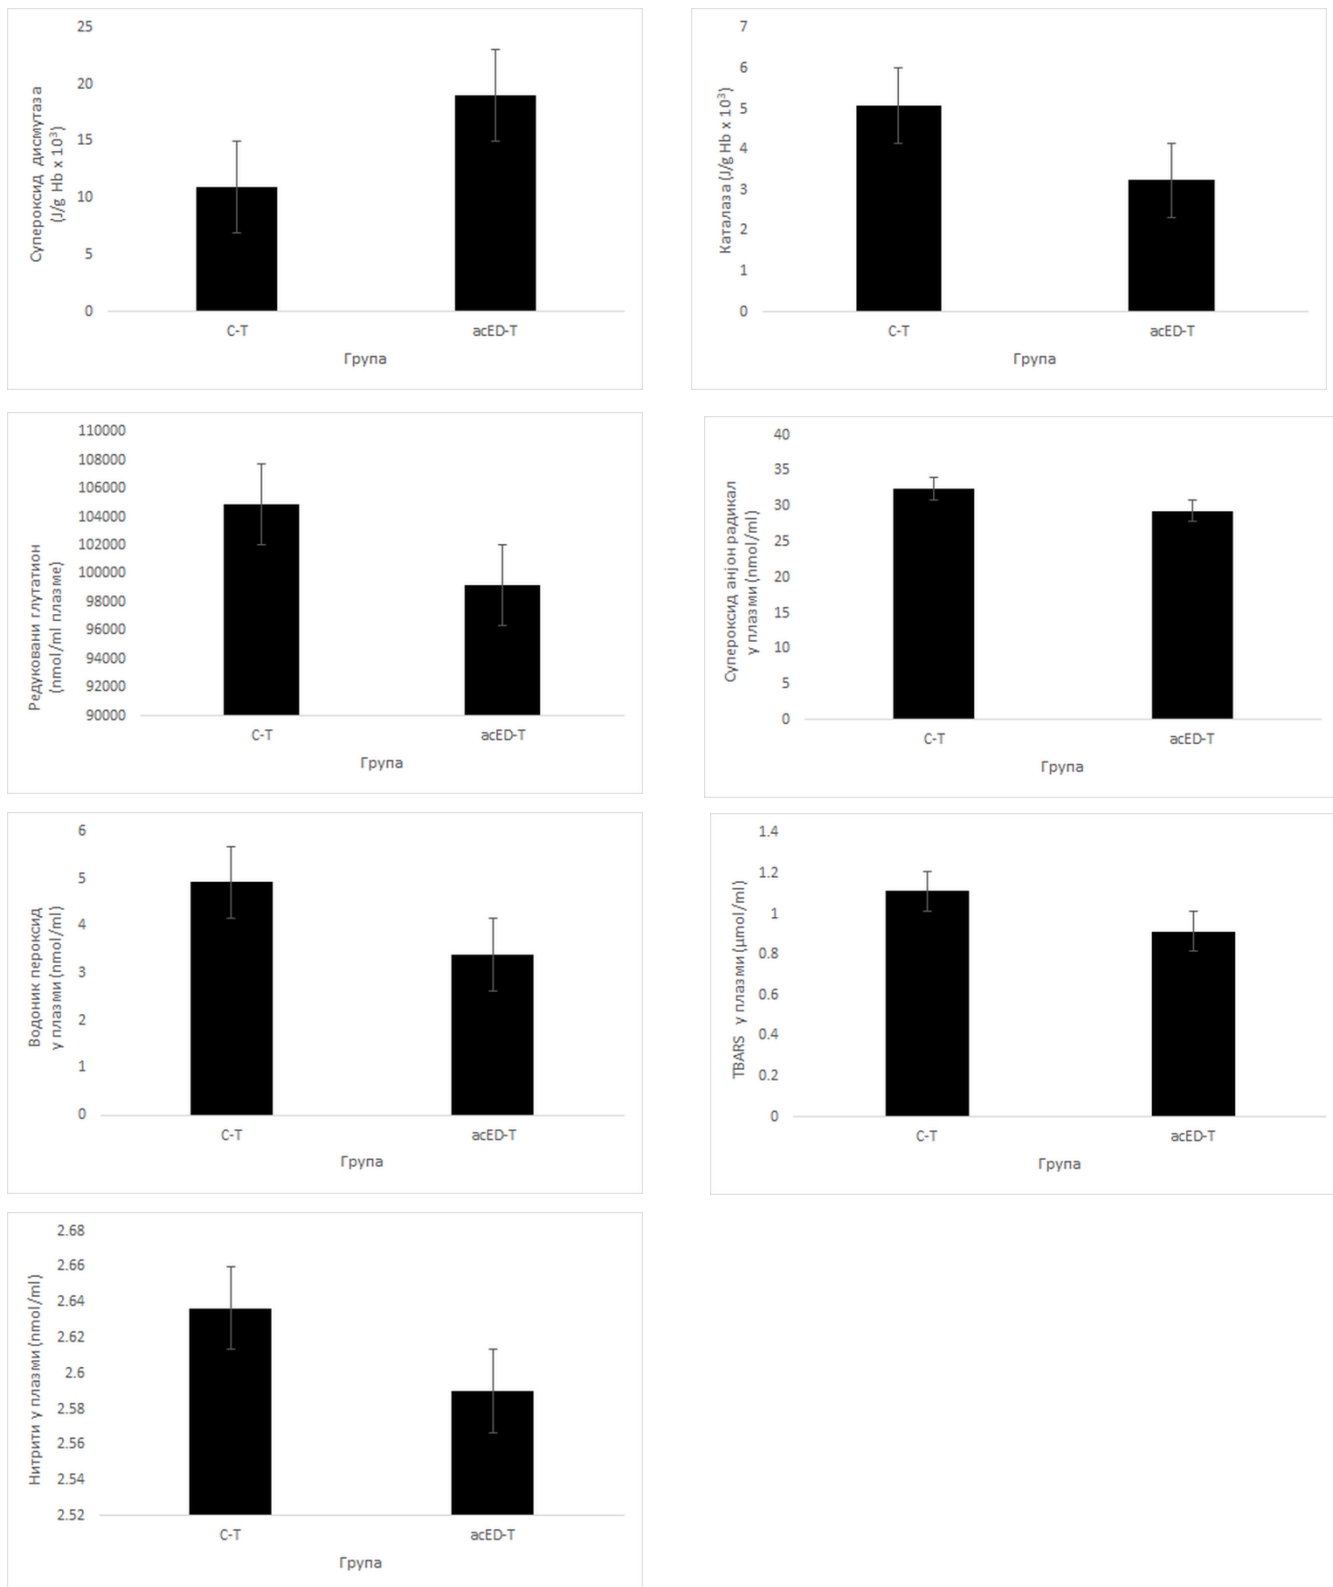 Супероксид дисмутаза
(J/g Hb x 10³)
25
20
15
10
5
0
C-T
acED-T
Група
Каталаза (J/g Hb x 10³)
7
6
5
4
3
2
1
0
C-T
acED-T
Група
Редуковани глутатион
(nmol/ml плазме)
110000
108000
106000
104000
102000
100000
98000
96000
94000
92000
90000
C-T
acED-T
Група
Супероксид анјон радикал
у плазми (nmol/ml)
40
35
30
25
20
15
10
5
0
C-T
acED-T
Група
Водоник пероксид
у плазми (nmol/ml)
6
5
4
3
2
1
0
C-T
acED-T
Група
TBARS у плазми (µmol/ml)
1.4
1.2
1
0.8
0.6
0.4
0.2
0
C-T
acED-T
Група
Нитрити у плазми (nmol/ml)
2.68
2.66
2.64
2.62
2.6
2.58
2.56
2.54
2.52
C-T
acED-T
Група